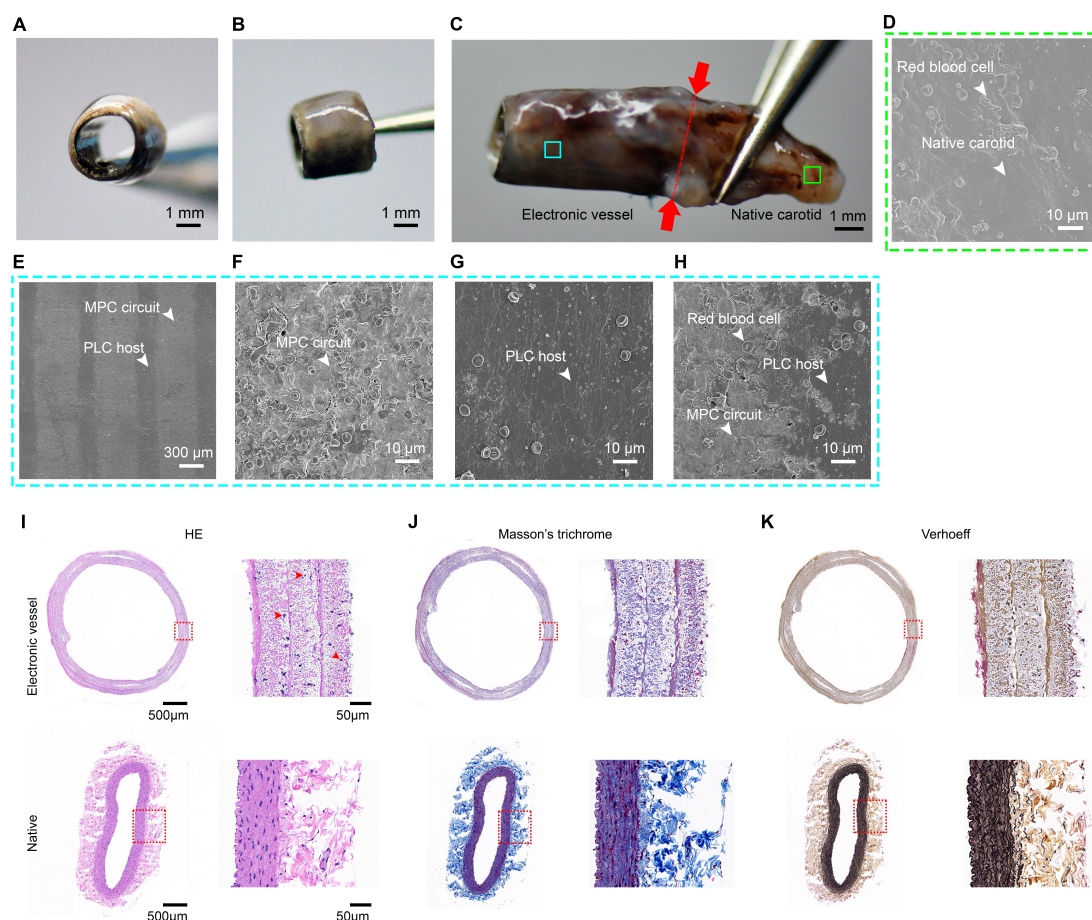 A
B
C
D
1 mm
1 mm
Electronic vessel
Native carotid
1 mm
Red blood cell
Native carotid
10 µm
E
F
G
H
MPC circuit
PLC host
300 µm
MPC circuit
10 µm
PLC host
10 µm
Red blood cell
PLC host
MPC circuit
10 µm
I
J
K
HE
Masson's trichrome
Verhoeff
Electronic vessel
500µm
50µm
Native
500µm
50µm